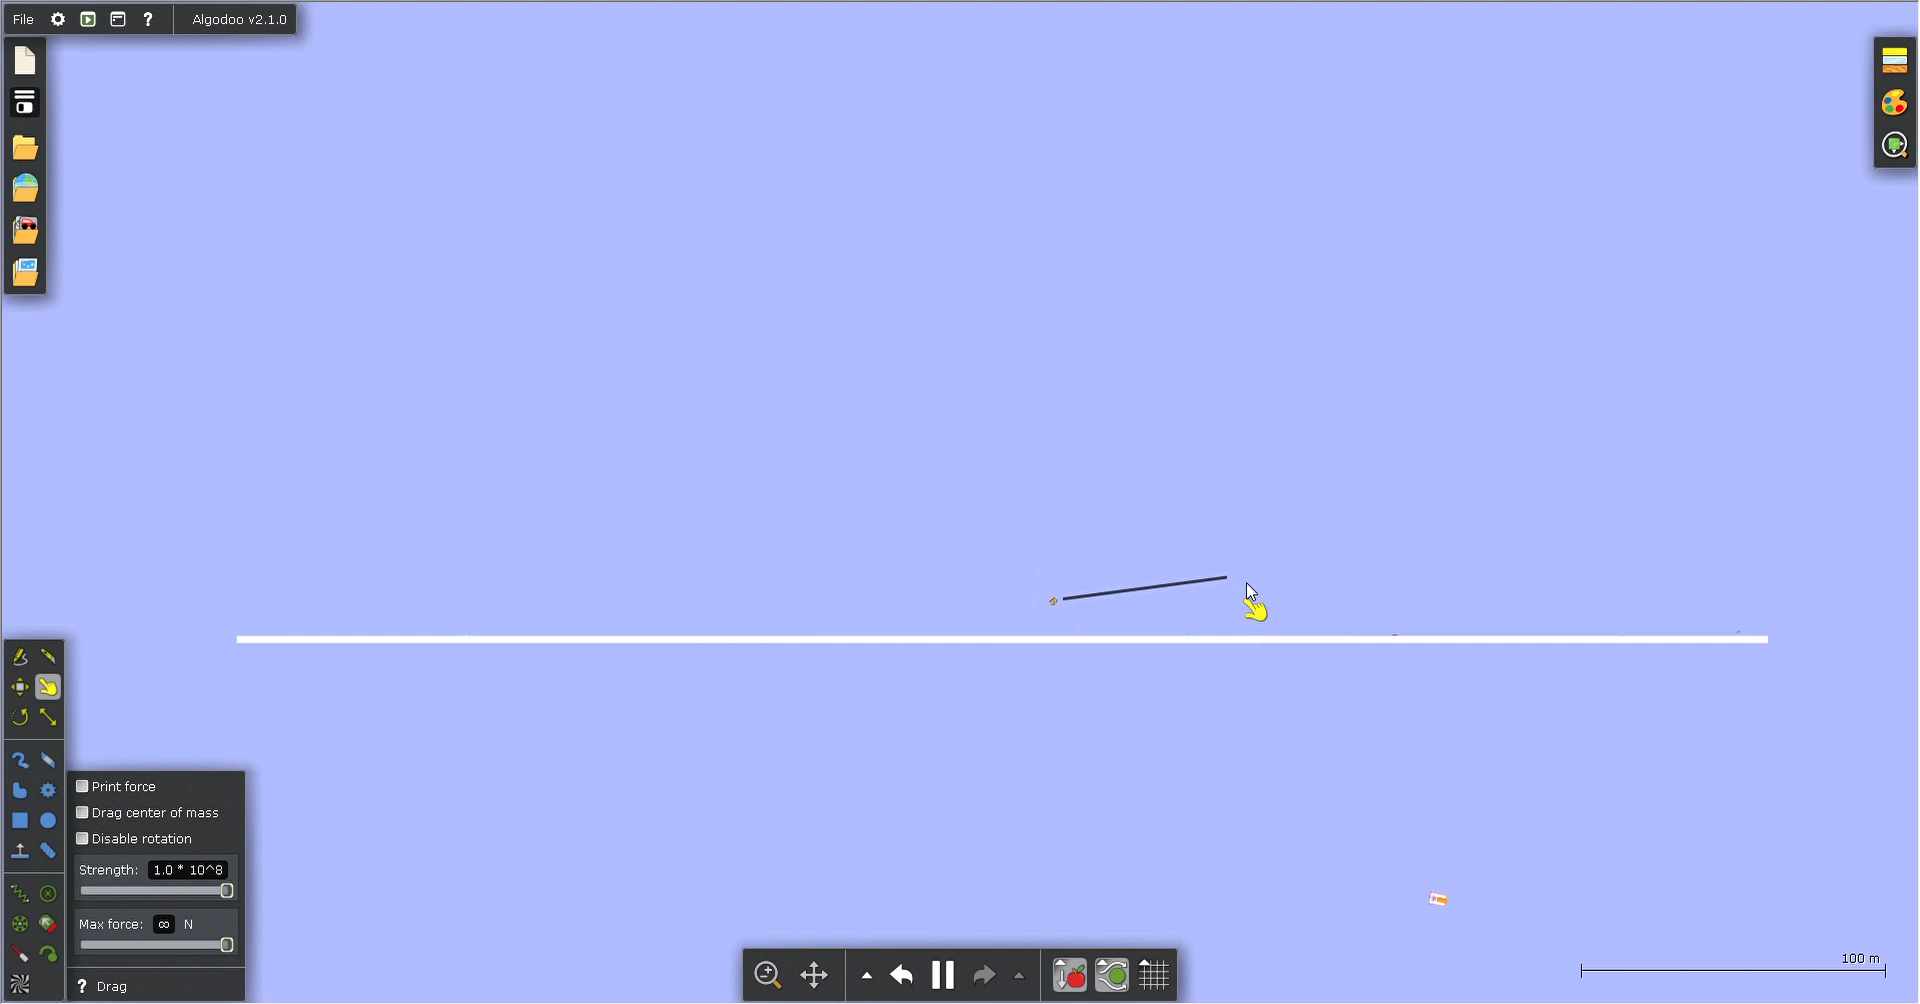 File ? Algodoo v2.1.0
Print force
Drag center of mass
Disable rotation
Strength: 1.0 * 10^8
Max force: ∞ N
? Drag
100 m